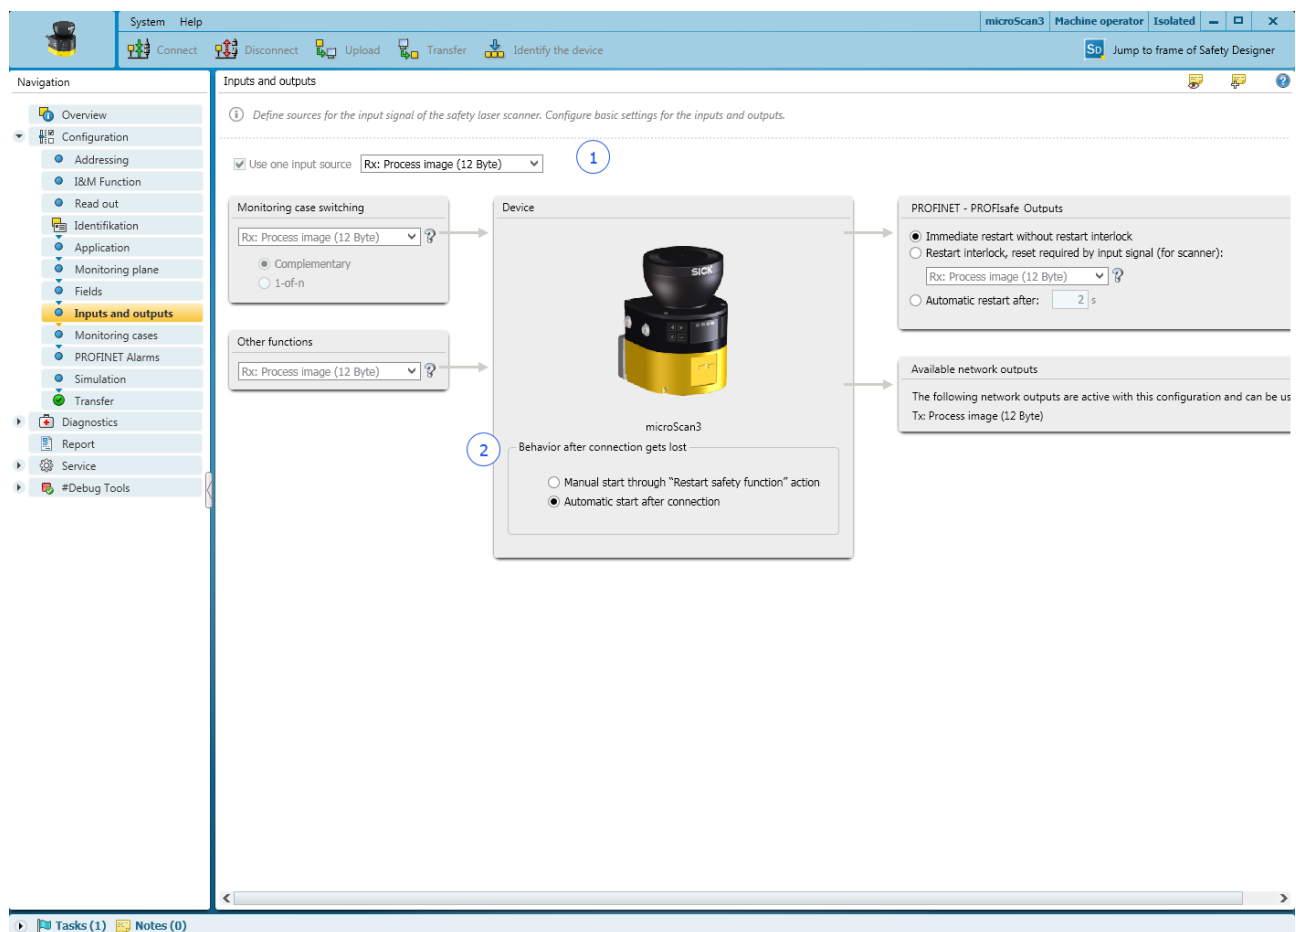 System Help
microScan3 Machine operator Isolated
Connect Disconnect Upload Transfer Identify the device
SD Jump to frame of Safety Designer
Navigation
Overview
Configuration
Addressing
I&M Function
Read out
Identifikation
Application
Monitoring plane
Fields
Inputs and outputs
Monitoring cases
PROFINET Alarms
Simulation
Transfer
Diagnostics
Report
Service
#Debug Tools
Inputs and outputs
Define sources for the input signal of the safety laser scanner. Configure basic settings for the inputs and outputs.
Use one input source Rx: Process image (12 Byte)
1
Monitoring case switching
Rx: Process image (12 Byte)
Complementary
1-of-n
Other functions
Rx: Process image (12 Byte)
Device
SICK
microScan3
2
Behavior after connection gets lost
Manual start through "Restart safety function" action
Automatic start after connection
PROFINET - PROFIsafe Outputs
Immediate restart without restart interlock
Restart interlock, reset required by input signal (for scanner):
Rx: Process image (12 Byte)
Automatic restart after: 2 s
Available network outputs
The following network outputs are active with this configuration and can be us
Tx: Process image (12 Byte)
Tasks (1) Notes (0)